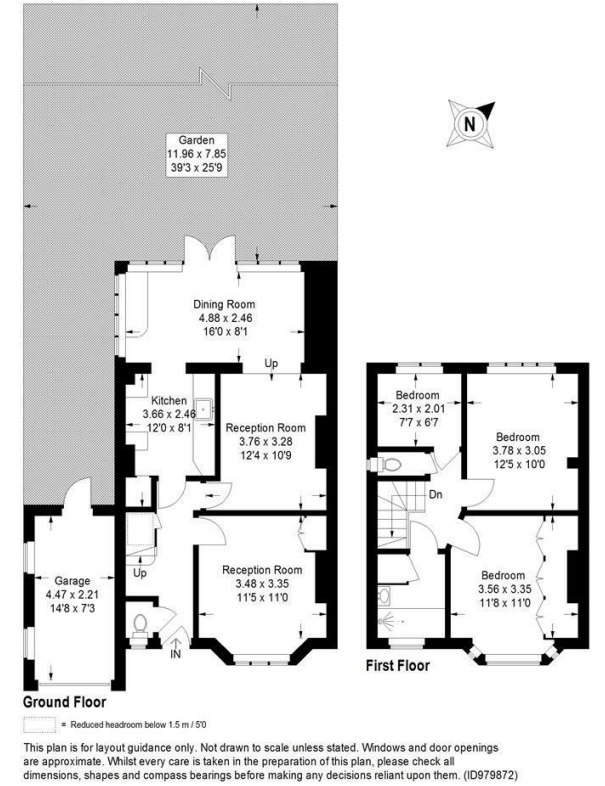 Garden
11.96 x 7.85
39'3 x 25'9
N
Dining Room
4.88 x 2.46
16'0 x 8'1
Up
Kitchen
3.66 x 2.46
12'0 x 8'1
Reception Room
3.76 x 3.28
12'4 x 10'9
Bedroom
2.31 x 2.01
7'7 x 6'7
Bedroom
3.78 x 3.05
12'5 x 10'0
Dn
Garage
4.47 x 2.21
14'8 x 7'3
Up
Reception Room
3.48 x 3.35
11'5 x 11'0
Bedroom
3.56 x 3.35
11'8 x 11'0
IN
First Floor
Ground Floor
= Reduced headroom below 1.5 m / 5'0
This plan is for layout guidance only. Not drawn to scale unless stated. Windows and door openings
are approximate. Whilst every care is taken in the preparation of this plan, please check all
dimensions, shapes and compass bearings before making any decisions reliant upon them. (ID979872)